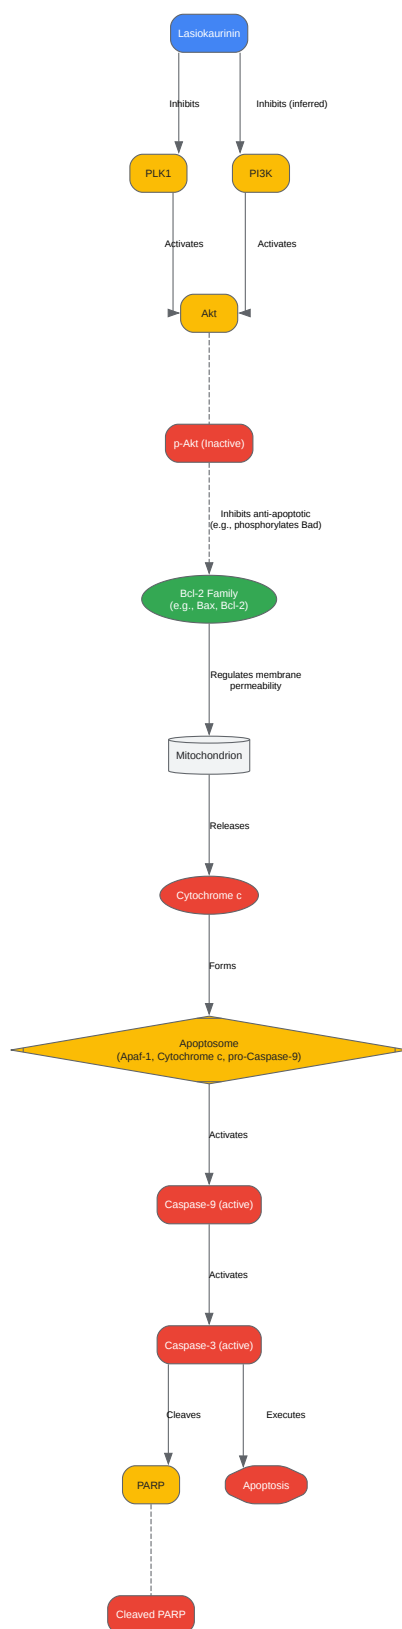 Lasiokaurinin
Inhibits
Inhibits (inferred)
PLK1
PI3K
Activates
Activates
Akt
p-Akt (Inactive)
Inhibits anti-apoptotic
(e.g., phosphorylates Bad)
Bcl-2 Family
(e.g., Bax, Bcl-2)
Regulates membrane
permeability
Mitochondrion
Releases
Cytochrome c
Forms
Apoptosome
(Apaf-1, Cytochrome c, pro-Caspase-9)
Activates
Caspase-9 (active)
Activates
Caspase-3 (active)
Cleaves
Executes
PARP
Apoptosis
Cleaved PARP